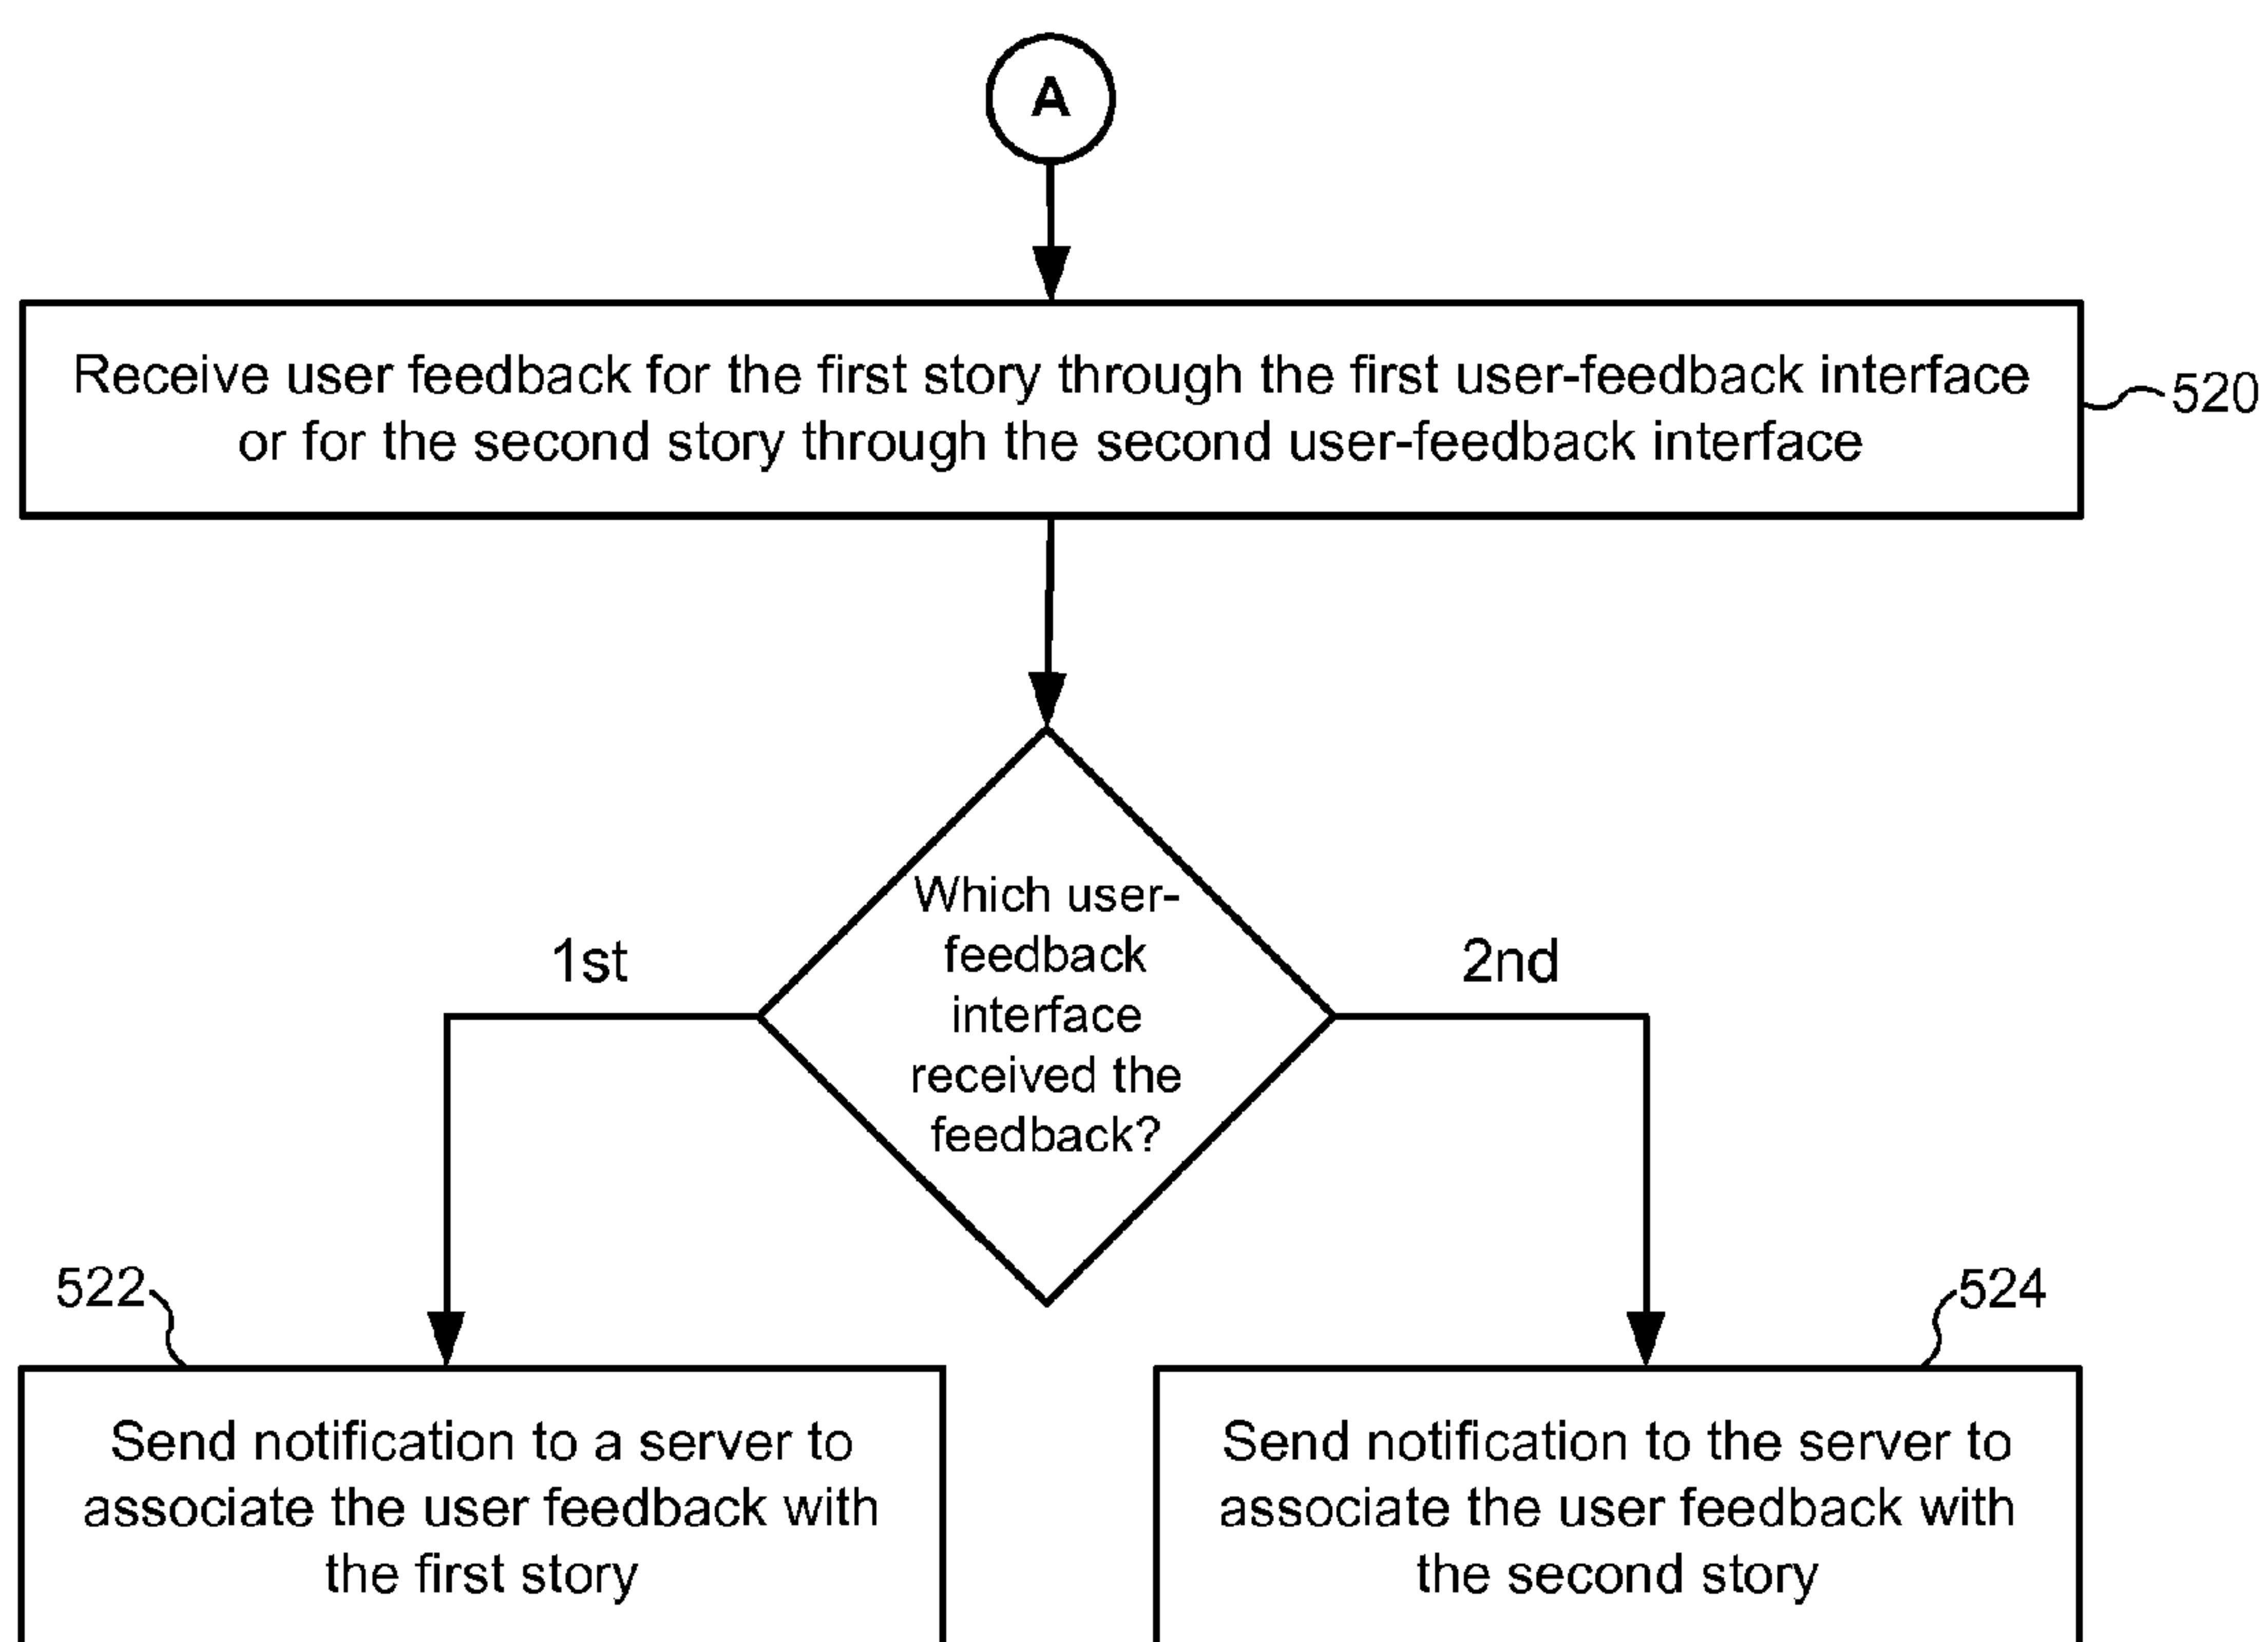 A
Receive user feedback for the first story through the first user-feedback interface
or for the second story through the second user-feedback interface
520
Which user-
feedback
interface
received the
feedback?
1st
2nd
522
524
Send notification to a server to
associate the user feedback with
the first story
Send notification to the server to
associate the user feedback with
the second story